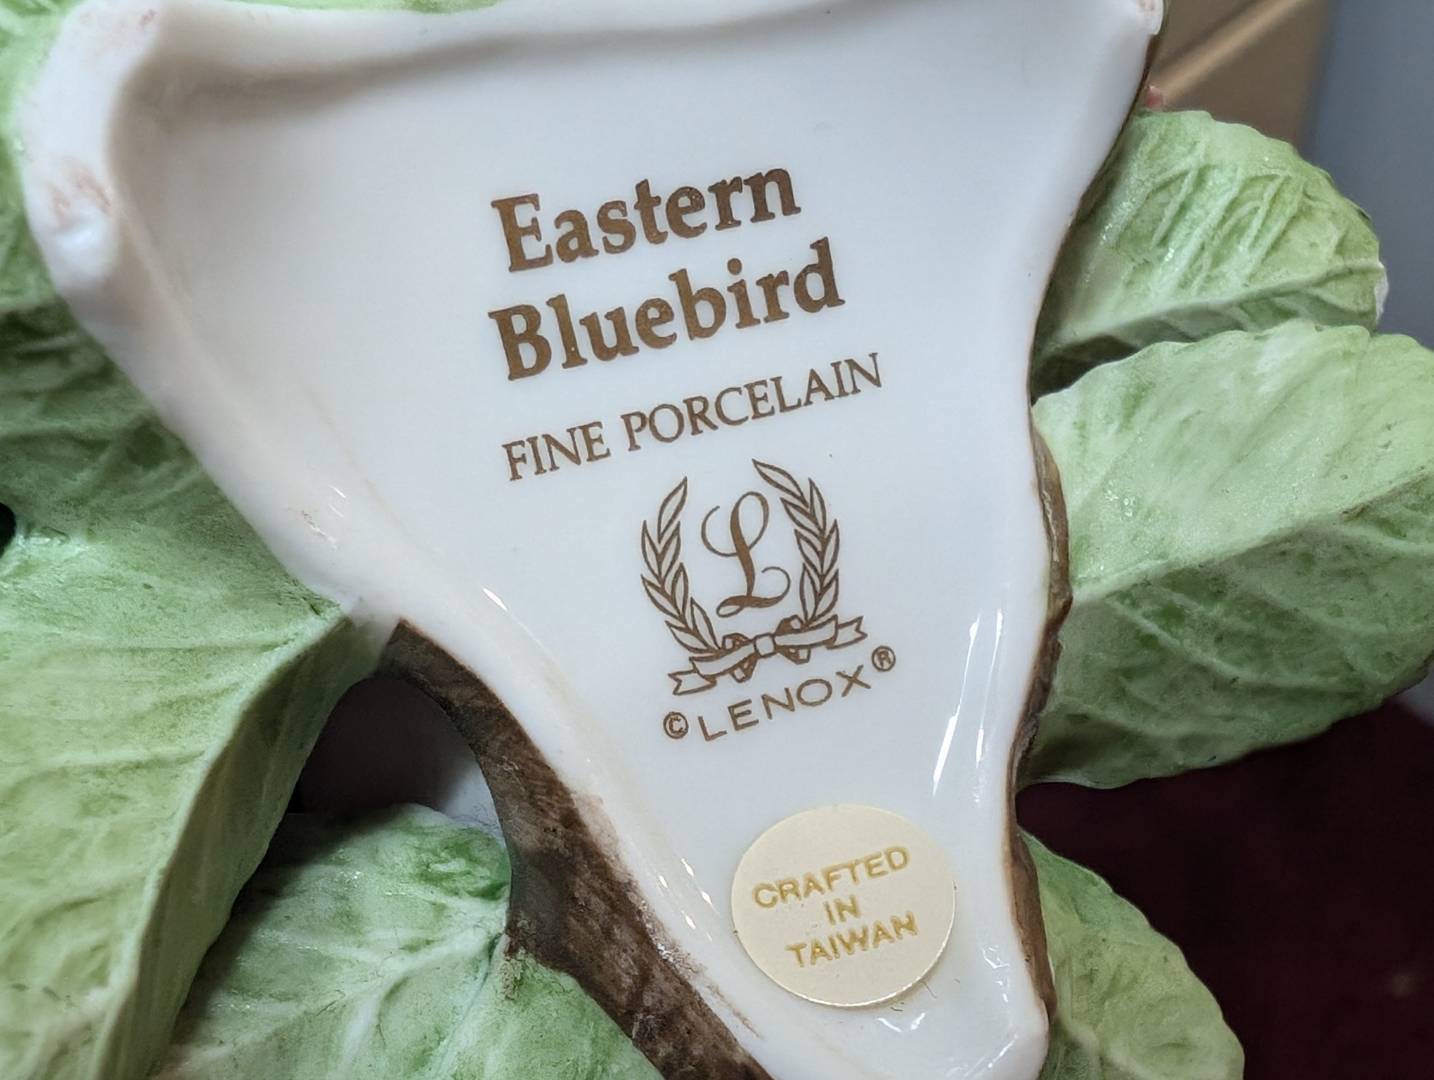 Eastern
Bluebird
FINE PORCELAIN
L
©LENOX®
CRAFTED
IN
TAIWAN